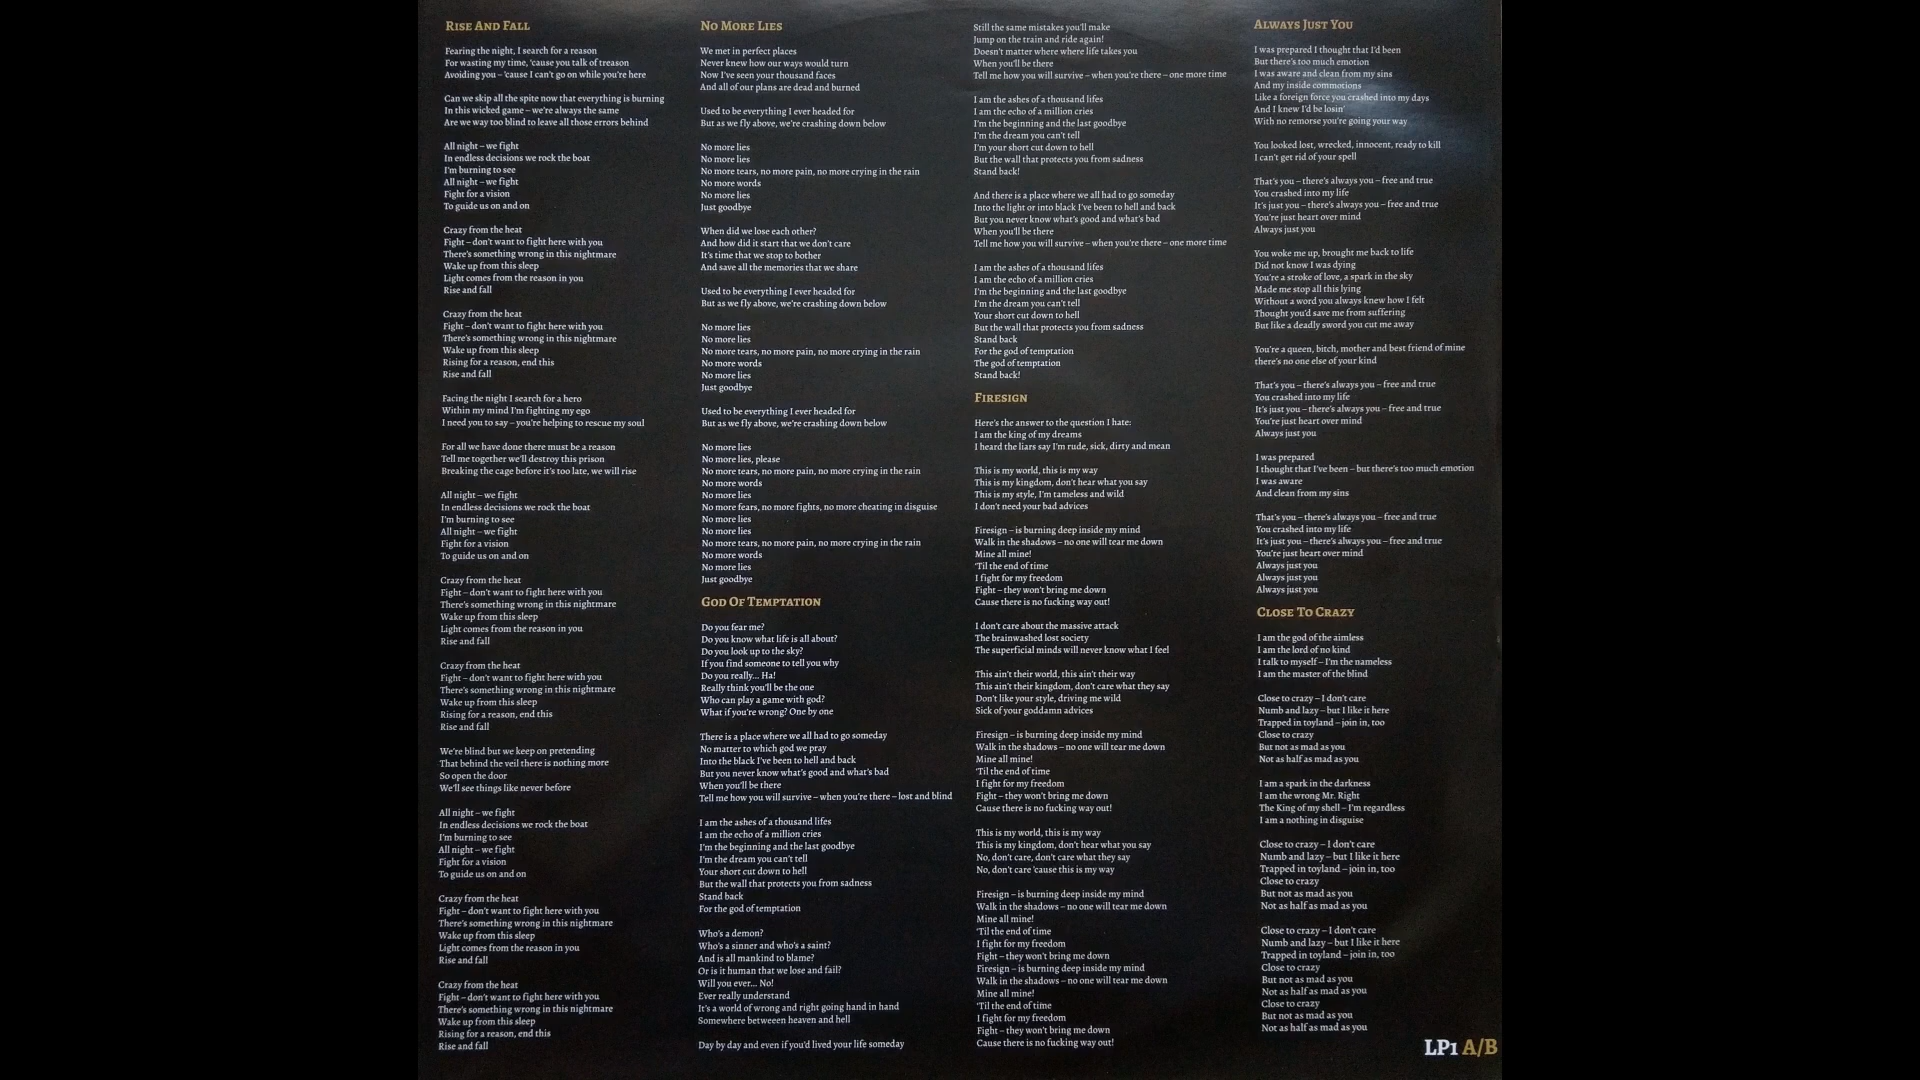 RISE AND FALL
Fearing the night, I search for a reason
For wasting my time, 'cause you talk of treason
Avoiding you – 'cause I can't go on while you're here
Can we skip all the spite now that everything is burning
In this wicked game – we're always the same
Are we way too blind to leave all those errors behind
All night – we fight
In endless decisions we rock the boat
I'm burning to see
All night – we fight
Fight for a vision
To guide us on and on
Crazy from the heat
Fight – don't want to fight here with you
There's something wrong in this nightmare
Wake up from this sleep
Light comes from the reason in you
Rise and fall
Crazy from the heat
Fight – don't want to fight here with you
There's something wrong in this nightmare
Wake up from this sleep
Rising for a reason, end this
Rise and fall
Facing the night I search for a hero
Within my mind I'm fighting my ego
I need you to say – you're helping to rescue my soul
For all we have done there must be a reason
Tell me together we'll destroy this prison
Breaking the cage before it's too late, we will rise
All night – we fight
In endless decisions we rock the boat
I'm burning to see
All night – we fight
Fight for a vision
To guide us on and on
Crazy from the heat
Fight – don't want to fight here with you
There's something wrong in this nightmare
Wake up from this sleep
Light comes from the reason in you
Rise and fall
Crazy from the heat
Fight – don't want to fight here with you
There's something wrong in this nightmare
Wake up from this sleep
Rising for a reason, end this
Rise and fall
We're blind but we keep on pretending
That behind the veil there is nothing more
So open the door
We'll see things like never before
All night – we fight
In endless decisions we rock the boat
I'm burning to see
All night – we fight
Fight for a vision
To guide us on and on
Crazy from the heat
Fight – don't want to fight here with you
There's something wrong in this nightmare
Wake up from this sleep
Light comes from the reason in you
Rise and fall
Crazy from the heat
Fight – don't want to fight here with you
There's something wrong in this nightmare
Wake up from this sleep
Rising for a reason, end this
Rise and fall
NO MORE LIES
We met in perfect places
Never knew how our ways would turn
Now I've seen your thousand faces
And all of our plans are dead and burned
Used to be everything I ever headed for
But as we fly above, we're crashing down below
No more lies
No more lies
No more tears, no more pain, no more crying in the rain
No more words
No more lies
Just goodbye
When did we lose each other?
And how did it start that we don't care
It's time that we stop to bother
And save all the memories that we share
Used to be everything I ever headed for
But as we fly above, we're crashing down below
No more lies
No more lies
No more tears, no more pain, no more crying in the rain
No more words
No more lies
Just goodbye
Used to be everything I ever headed for
But as we fly above, we're crashing down below
No more lies
No more lies, please
No more tears, no more pain, no more crying in the rain
No more words
No more lies
No more fears, no more fights, no more cheating in disguise
No more lies
No more lies
No more tears, no more pain, no more crying in the rain
No more words
No more lies
Just goodbye
GOD OF TEMPTATION
Do you fear me?
Do you know what life is all about?
Do you look up to the sky?
If you find someone to tell you why
Do you really... Ha!
Really think you'll be the one
Who can play a game with god?
What if you're wrong? One by one
There is a place where we all had to go someday
No matter to which god we pray
Into the black I've been to hell and back
But you never know what's good and what's bad
When you'll be there
Tell me how you will survive – when you're there – lost and blind
I am the ashes of a thousand lifes
I am the echo of a million cries
I'm the beginning and the last goodbye
I'm the dream you can't tell
Your short cut down to hell
But the wall that protects you from sadness
Stand back
For the god of temptation
Who's a demon?
Who's a sinner and who's a saint?
And is all mankind to blame?
Or is it human that we lose and fail?
Will you ever... No!
Ever really understand
It's a world of wrong and right going hand in hand
Somewhere betweeen heaven and hell
Day by day and even if you'd lived your life someday
Still the same mistakes you'll make
Jump on the train and ride again!
Doesn't matter where where life takes you
When you'll be there
Tell me how you will survive – when you're there – one more time
I am the ashes of a thousand lifes
I am the echo of a million cries
I'm the beginning and the last goodbye
I'm the dream you can't tell
I'm your short cut down to hell
But the wall that protects you from sadness
Stand back!
And there is a place where we all had to go someday
Into the light or into black I've been to hell and back
But you never know what's good and what's bad
When you'll be there
Tell me how you will survive – when you're there – one more time
I am the ashes of a thousand lifes
I am the echo of a million cries
I'm the beginning and the last goodbye
I'm the dream you can't tell
Your short cut down to hell
But the wall that protects you from sadness
Stand back
For the god of temptation
The god of temptation
Stand back!
FIRESIGN
Here's the answer to the question I hate:
I am the king of my dreams
I heard the liars say I'm rude, sick, dirty and mean
This is my world, this is my way
This is my kingdom, don't hear what you say
This is my style, I'm tameless and wild
I don't need your bad advices
Firesign – is burning deep inside my mind
Walk in the shadows – no one will tear me down
Mine all mine!
'Til the end of time
I fight for my freedom
Fight – they won't bring me down
Cause there is no fucking way out!
I don't care about the massive attack
The brainwashed lost society
The superficial minds will never know what I feel
This ain't their world, this ain't their way
This ain't their kingdom, don't care what they say
Don't like your style, driving me wild
Sick of your goddamn advices
Firesign – is burning deep inside my mind
Walk in the shadows – no one will tear me down
Mine all mine!
'Til the end of time
I fight for my freedom
Fight – they won't bring me down
Cause there is no fucking way out!
This is my world, this is my way
This is my kingdom, don't hear what you say
No, don't care, don't care what they say
No, don't care 'cause this is my way
Firesign – is burning deep inside my mind
Walk in the shadows – no one will tear me down
Mine all mine!
'Til the end of time
I fight for my freedom
Fight – they won't bring me down
Firesign – is burning deep inside my mind
Walk in the shadows – no one will tear me down
Mine all mine!
'Til the end of time
I fight for my freedom
Fight – they won't bring me down
Cause there is no fucking way out!
ALWAYS JUST YOU
I was prepared I thought that I'd been
But there's too much emotion
I was aware and clean from my sins
And my inside commotions
Like a foreign force you crashed into my days
And I knew I'd be losin'
With no remorse you're going your way
You looked lost, wrecked, innocent, ready to kill
I can't get rid of your spell
That's you – there's always you – free and true
You crashed into my life
It's just you – there's always you – free and true
You're just heart over mind
Always just you
You woke me up, brought me back to life
Did not know I was dying
You're a stroke of love, a spark in the sky
Made me stop all this lying
Without a word you always knew how I felt
Thought you'd save me from suffering
But like a deadly sword you cut me away
You're a queen, bitch, mother and best friend of mine
there's no one else of your kind
That's you – there's always you – free and true
You crashed into my life
It's just you – there's always you – free and true
You're just heart over mind
Always just you
I was prepared
I thought that I've been – but there's too much emotion
I was aware
And clean from my sins
That's you – there's always you – free and true
You crashed into my life
It's just you – there's always you – free and true
You're just heart over mind
Always just you
Always just you
Always just you
CLOSE TO CRAZY
I am the god of the aimless
I am the lord of no kind
I talk to myself – I'm the nameless
I am the master of the blind
Close to crazy – I don't care
Numb and lazy – but I like it here
Trapped in toyland – join in, too
Close to crazy
But not as mad as you
Not as half as mad as you
I am a spark in the darkness
I am the wrong Mr. Right
The King of my shell – I'm regardless
I am a nothing in disguise
Close to crazy – I don't care
Numb and lazy – but I like it here
Trapped in toyland – join in, too
Close to crazy
But not as mad as you
Not as half as mad as you
Close to crazy – I don't care
Numb and lazy – but I like it here
Trapped in toyland – join in, too
Close to crazy
But not as mad as you
Not as half as mad as you
Close to crazy
But not as mad as you
Not as half as mad as you
LP1 A/B